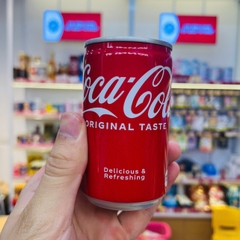 Coca-Cola
ORIGINAL TASTE
Delicious &
Refreshing